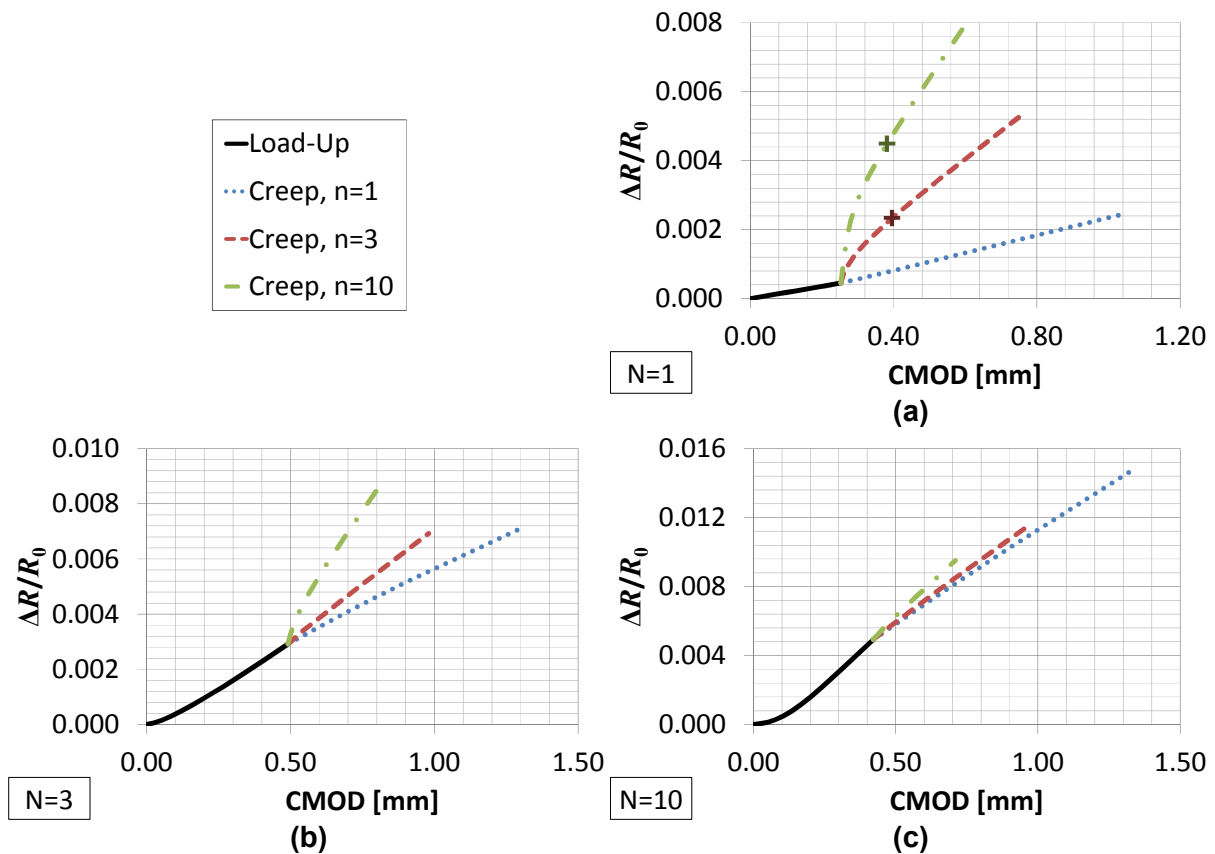 Load-Up
Creep, n=1
Creep, n=3
Creep, n=10
0.008
0.006
0.004
0.002
0.000
ΔR/R0
0.00 0.40 0.80 1.20
CMOD [mm]
N=1
(a)
0.010
0.008
0.006
0.004
0.002
0.000
ΔR/R0
0.00 0.50 1.00 1.50
CMOD [mm]
N=3
(b)
0.016
0.012
0.008
0.004
0.000
ΔR/R0
0.00 0.50 1.00 1.50
CMOD [mm]
N=10
(c)